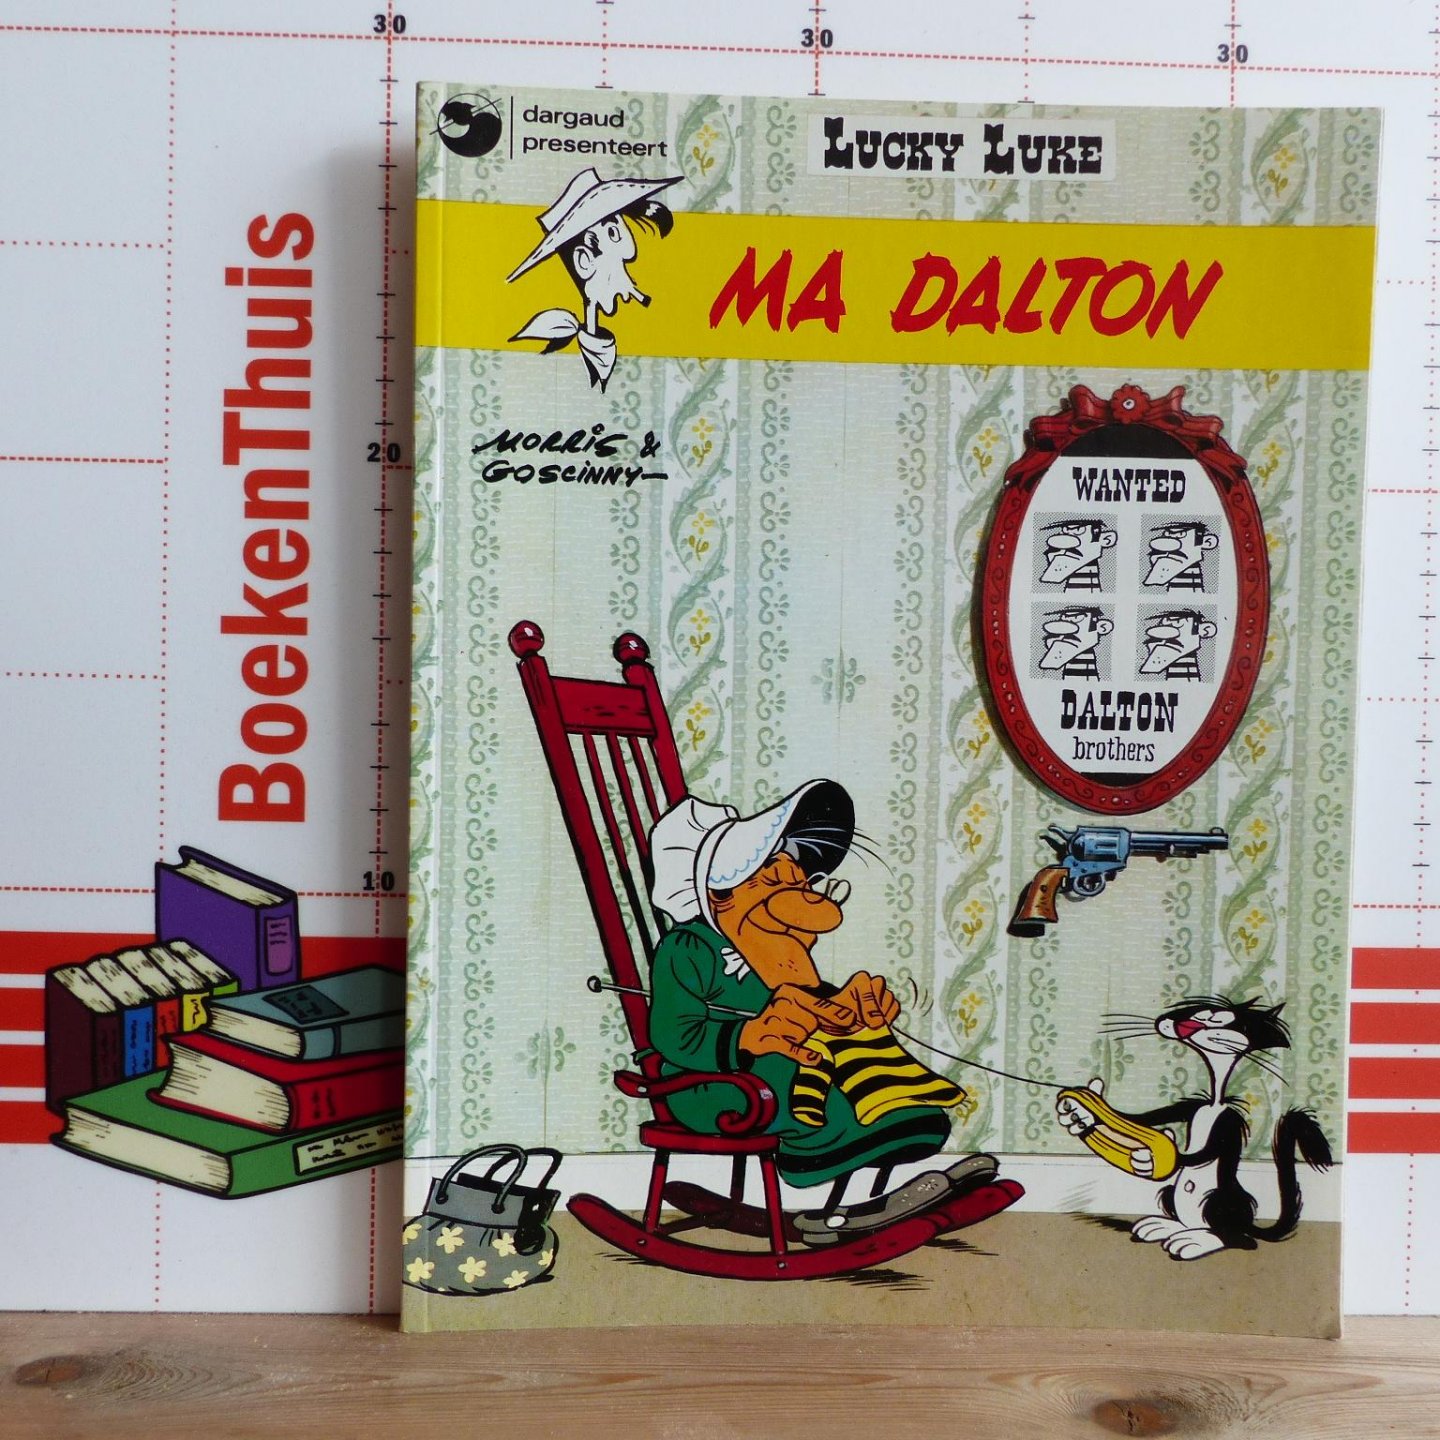 30
30
30
dargaud
presenteert
LUCKY LUKE
MA DALTON
MORRIS &
GOSCINNY
WANTED
DALTON
brothers
BoekenThuis
20
10